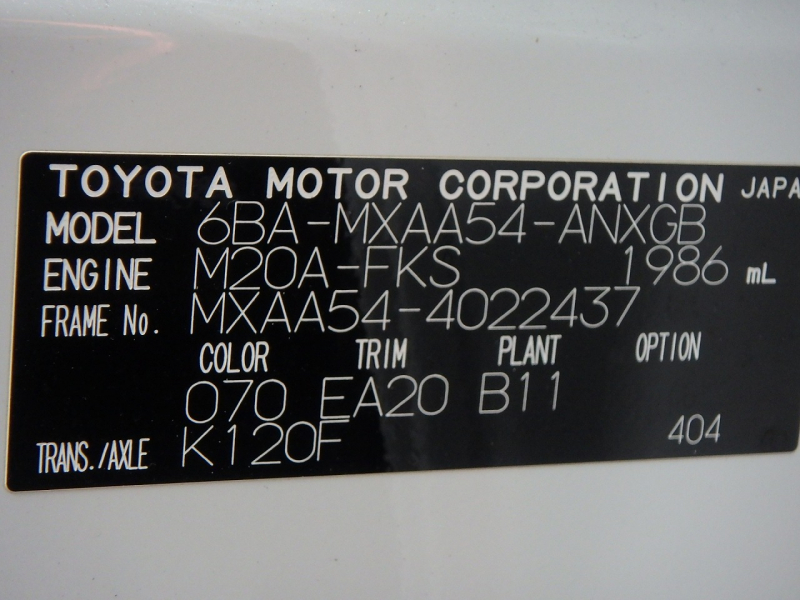 TOYOTA MOTOR CORPORATION JAPA
MODEL 6BA-MXAA54-ANXGB
ENGINE M20A-FKS 1986 mL
FRAME No. MXAA54-4022437
COLOR TRIM PLANT OPTION
070 EA20 B11
TRANS./AXLE K120F 404